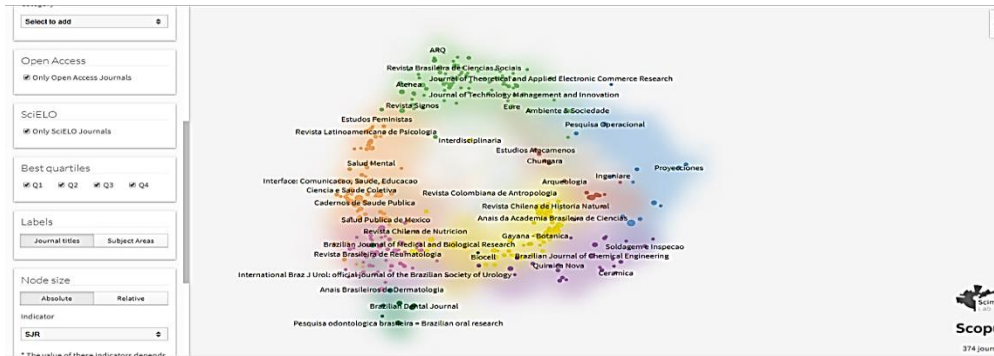 Select to add
Open Access
Only Open Access Journals
SciELO
Only SciELO Journals
Best quartiles
Q1 Q2 Q3 Q4
Labels
Journal titles Subject Areas
Node size
Absolute Relative
Indicator
SJR
* The value of these indicators depends
ARQ
Revista Brasileira de Ciencias Sociais
Journal of Theoretical and Applied Electronic Commerce Research
Atenea
Journal of Technology Management and Innovation
Revista Signos
Eure
Ambiente & Sociedade
Estudos Feministas
Pesquisa Operacional
Revista Latinoamericana de Psicologia
Interdisciplinaria
Estudios Atacamenos
Chungara
Salud Mental
Proyecciones
Ingeniare
Interface: Comunicacao, Saude, Educacao
Arqueologia
Ciencia e Saude Coletiva
Revista Colombiana de Antropologia
Cadernos de Saude Publica
Revista Chilena de Historia Natural
Salud Publica de Mexico
Anais da Academia Brasileira de Ciencias
Revista Chilena de Nutricion
Gayana - Botanica
Brazilian Journal of Medical and Biological Research
Soldagem e Inspecao
Revista Brasileira de Reumatologia
Biocell
Brazilian Journal of Chemical Engineering
Quimica Nova
International Braz J Urol: official journal of the Brazilian Society of Urology
Ceramica
Anais Brasileiros de Dermatologia
Brazilian Dental Journal
Pesquisa odontologica brasileira = Brazilian oral research